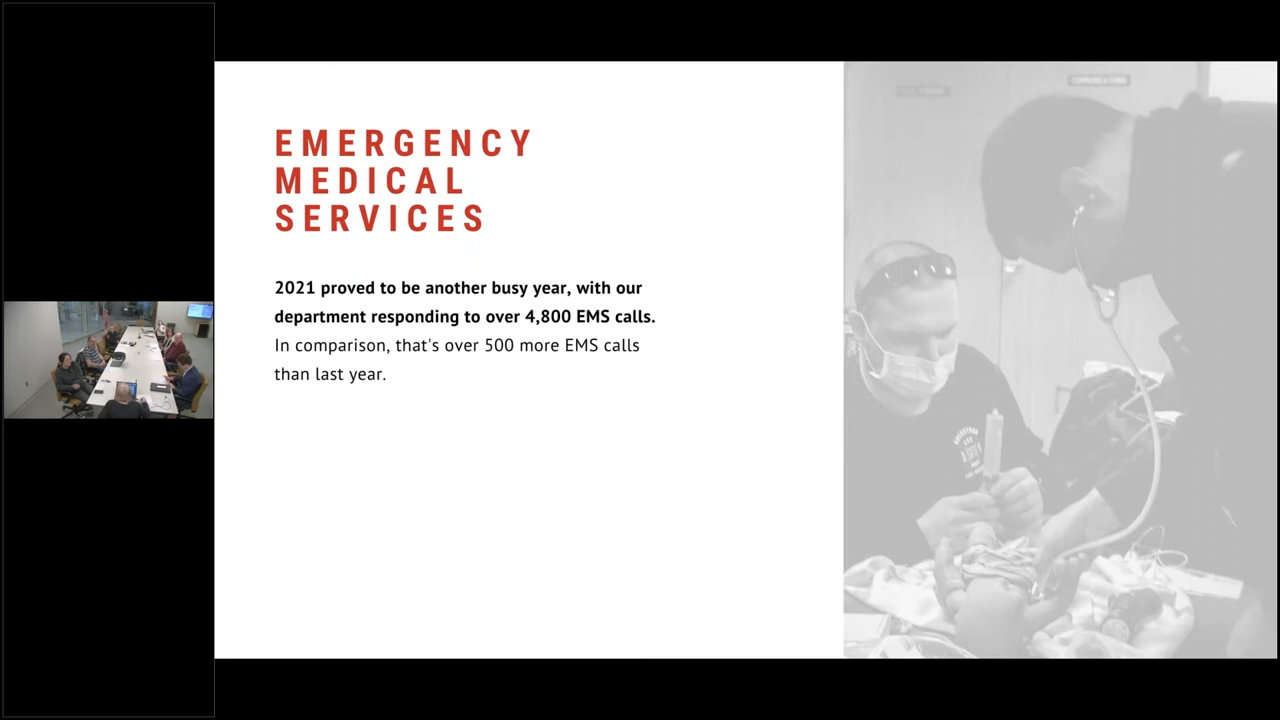 EMERGENCY
MEDICAL
SERVICES
2021 proved to be another busy year, with our
department responding to over 4,800 EMS calls.
In comparison, that's over 500 more EMS calls
than last year.